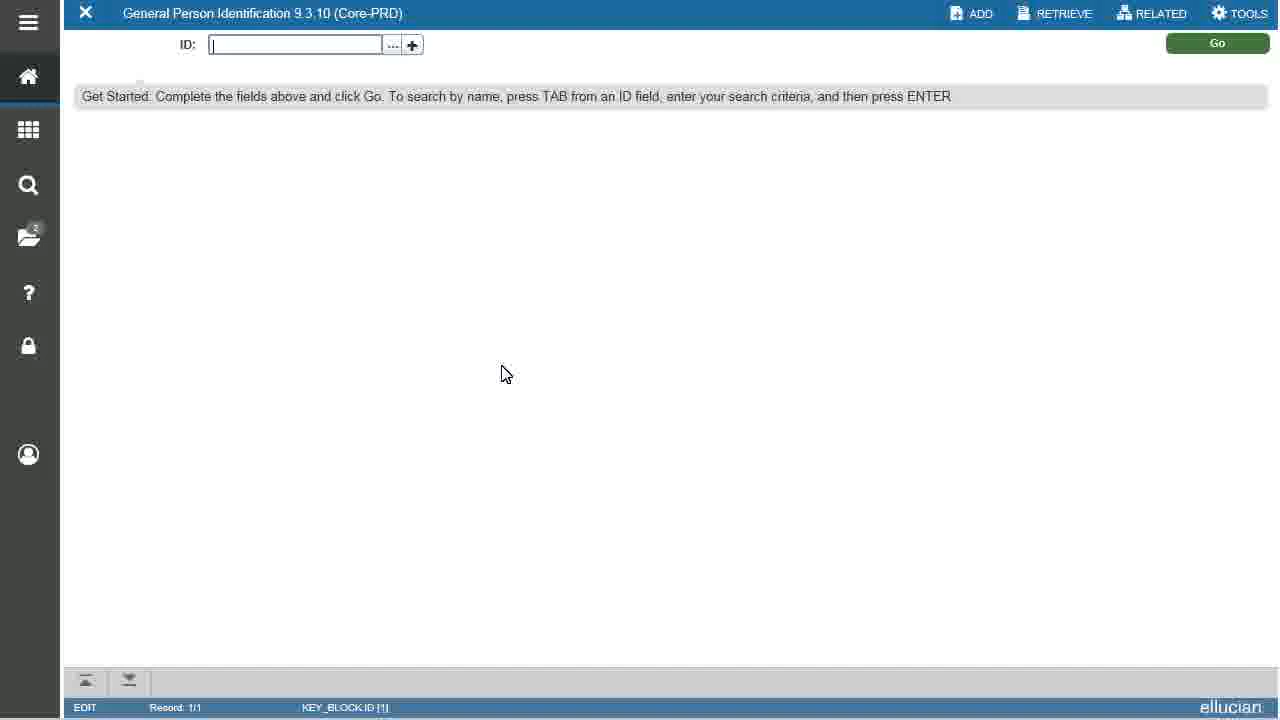 General Person Identification 9.3.10 (Core-PRD)
ADD RETRIEVE RELATED TOOLS
ID: ... Go
Get Started: Complete the fields above and click Go. To search by name, press TAB from an ID field, enter your search criteria, and then press ENTER
2
?
EDIT Record: 1/1 KEY_BLOCK.ID [1] ellucian